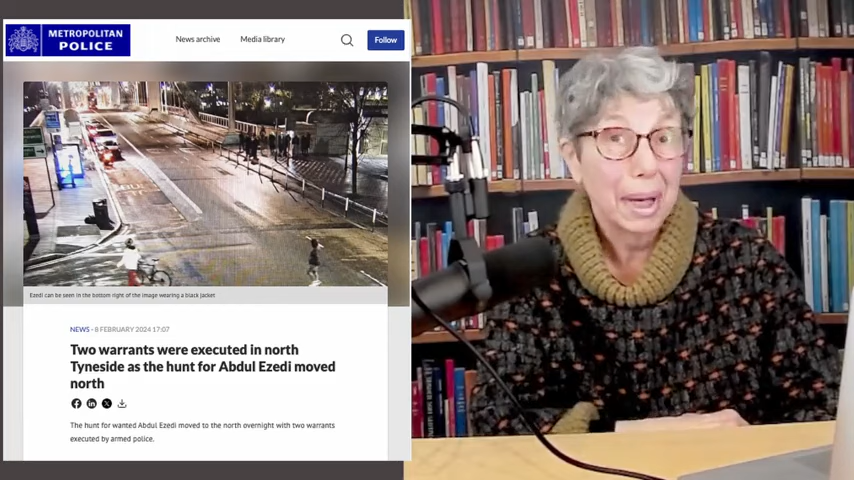 METROPOLITAN
POLICE
News archive
Media library
Follow
Ezedi can be seen in the bottom right of the image wearing a black jacket
NEWS - 8 FEBRUARY 2024 17:07
Two warrants were executed in north
Tyneside as the hunt for Abdul Ezedi moved
north
The hunt for wanted Abdul Ezedi moved to the north overnight with two warrants
executed by armed police.